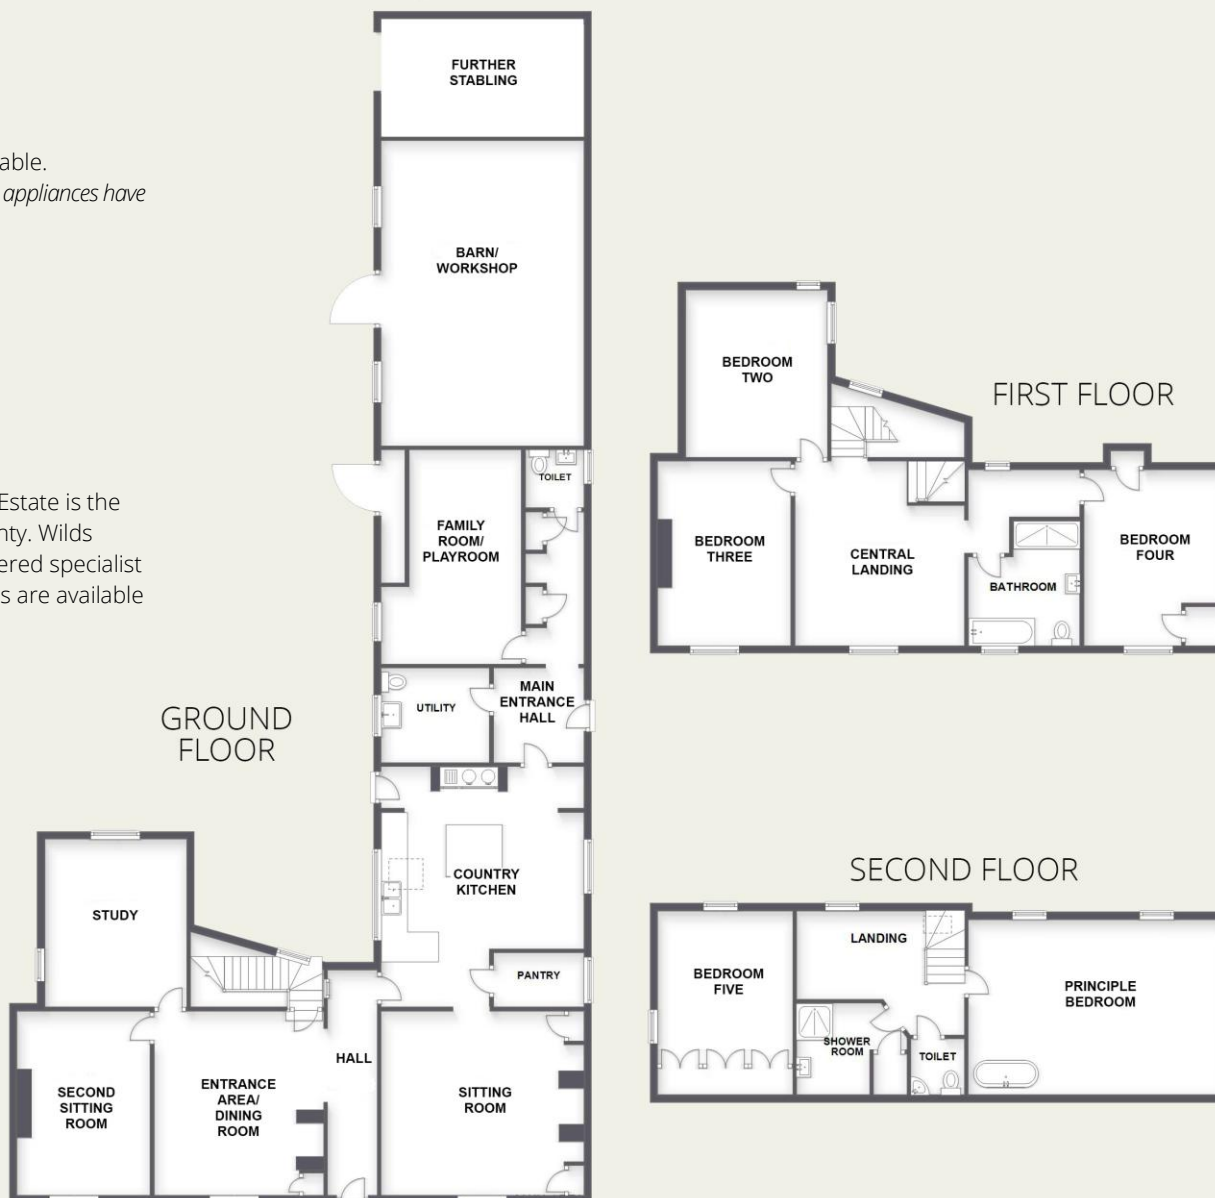 able.
appliances have
Estate is the
nty. Wilds
ered specialist
s are available
GROUND
FLOOR
FURTHER
STABLING
BARN/
WORKSHOP
TOILET
FAMILY
ROOM/
PLAYROOM
MAIN
ENTRANCE
HALL
UTILITY
COUNTRY
KITCHEN
PANTRY
STUDY
HALL
SECOND
SITTING
ROOM
ENTRANCE
AREA/
DINING
ROOM
SITTING
ROOM
FIRST FLOOR
BEDROOM
TWO
BEDROOM
THREE
CENTRAL
LANDING
BATHROOM
BEDROOM
FOUR
SECOND FLOOR
LANDING
BEDROOM
FIVE
PRINCIPLE
BEDROOM
SHOWER
ROOM
TOILET